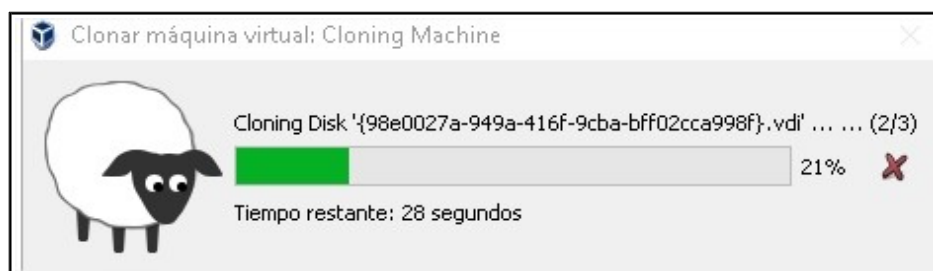 Clonar máquina virtual: Cloning Machine
Cloning Disk '{98e0027a-949a-416f-9cba-bff02cca998f}.vdi' ... ... (2/3)
21%
Tiempo restante: 28 segundos